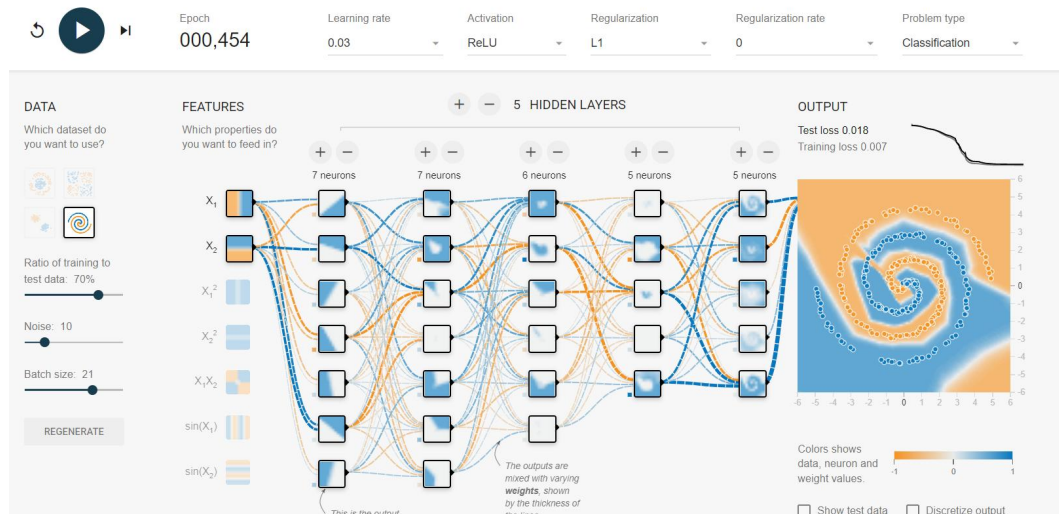 Epoch
000,454
Learning rate
0.03
Activation
ReLU
Regularization
L1
Regularization rate
0
Problem type
Classification
DATA
Which dataset do
you want to use?
Ratio of training to
test data: 70%
Noise: 10
Batch size: 21
REGENERATE
FEATURES
Which properties do
you want to feed in?
X₁
X₂
X₁²
X₂²
X₁X₂
sin(X₁)
sin(X₂)
+ − 5 HIDDEN LAYERS
+ − + − + − + − + −
7 neurons
7 neurons
6 neurons
5 neurons
5 neurons
This is the output
The outputs are
mixed with varying
weights, shown
by the thickness of
the lines.
OUTPUT
Test loss 0.018
Training loss 0.007
6
5
4
3
2
1
0
-1
-2
-3
-4
-5
-6
-6 -5 -4 -3 -2 -1 0 1 2 3 4 5 6
Colors shows
data, neuron and
weight values.
-1 0 1
Show test data
Discretize output